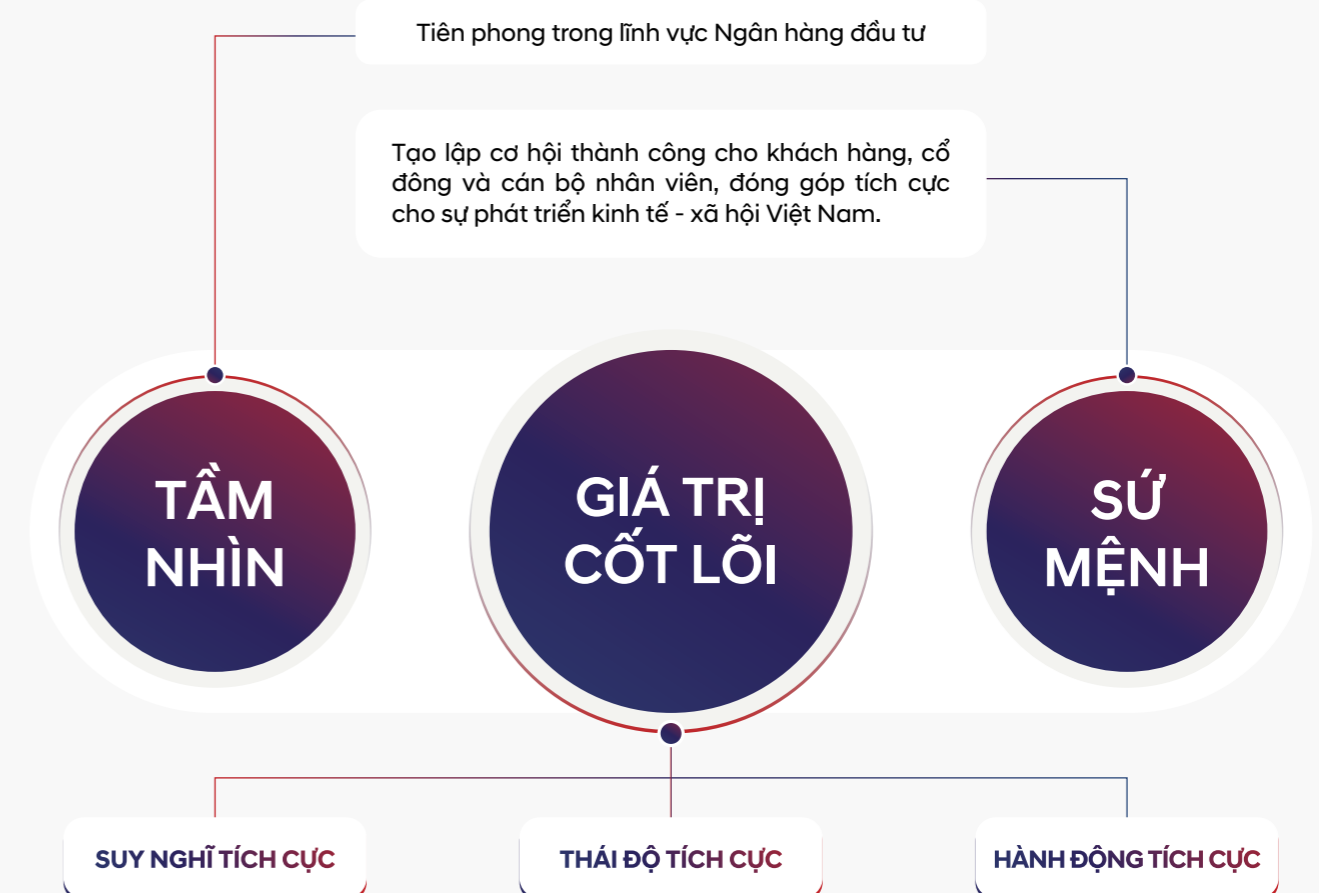 Tiên phong trong lĩnh vực Ngân hàng đầu tư
Tạo lập cơ hội thành công cho khách hàng, cổ
đông và cán bộ nhân viên, đóng góp tích cực
cho sự phát triển kinh tế - xã hội Việt Nam.
TẦM
NHÌN
GIÁ TRỊ
CỐT LÕI
SỨ
MỆNH
SUY NGHĨ TÍCH CỰC
THÁI ĐỘ TÍCH CỰC
HÀNH ĐỘNG TÍCH CỰC